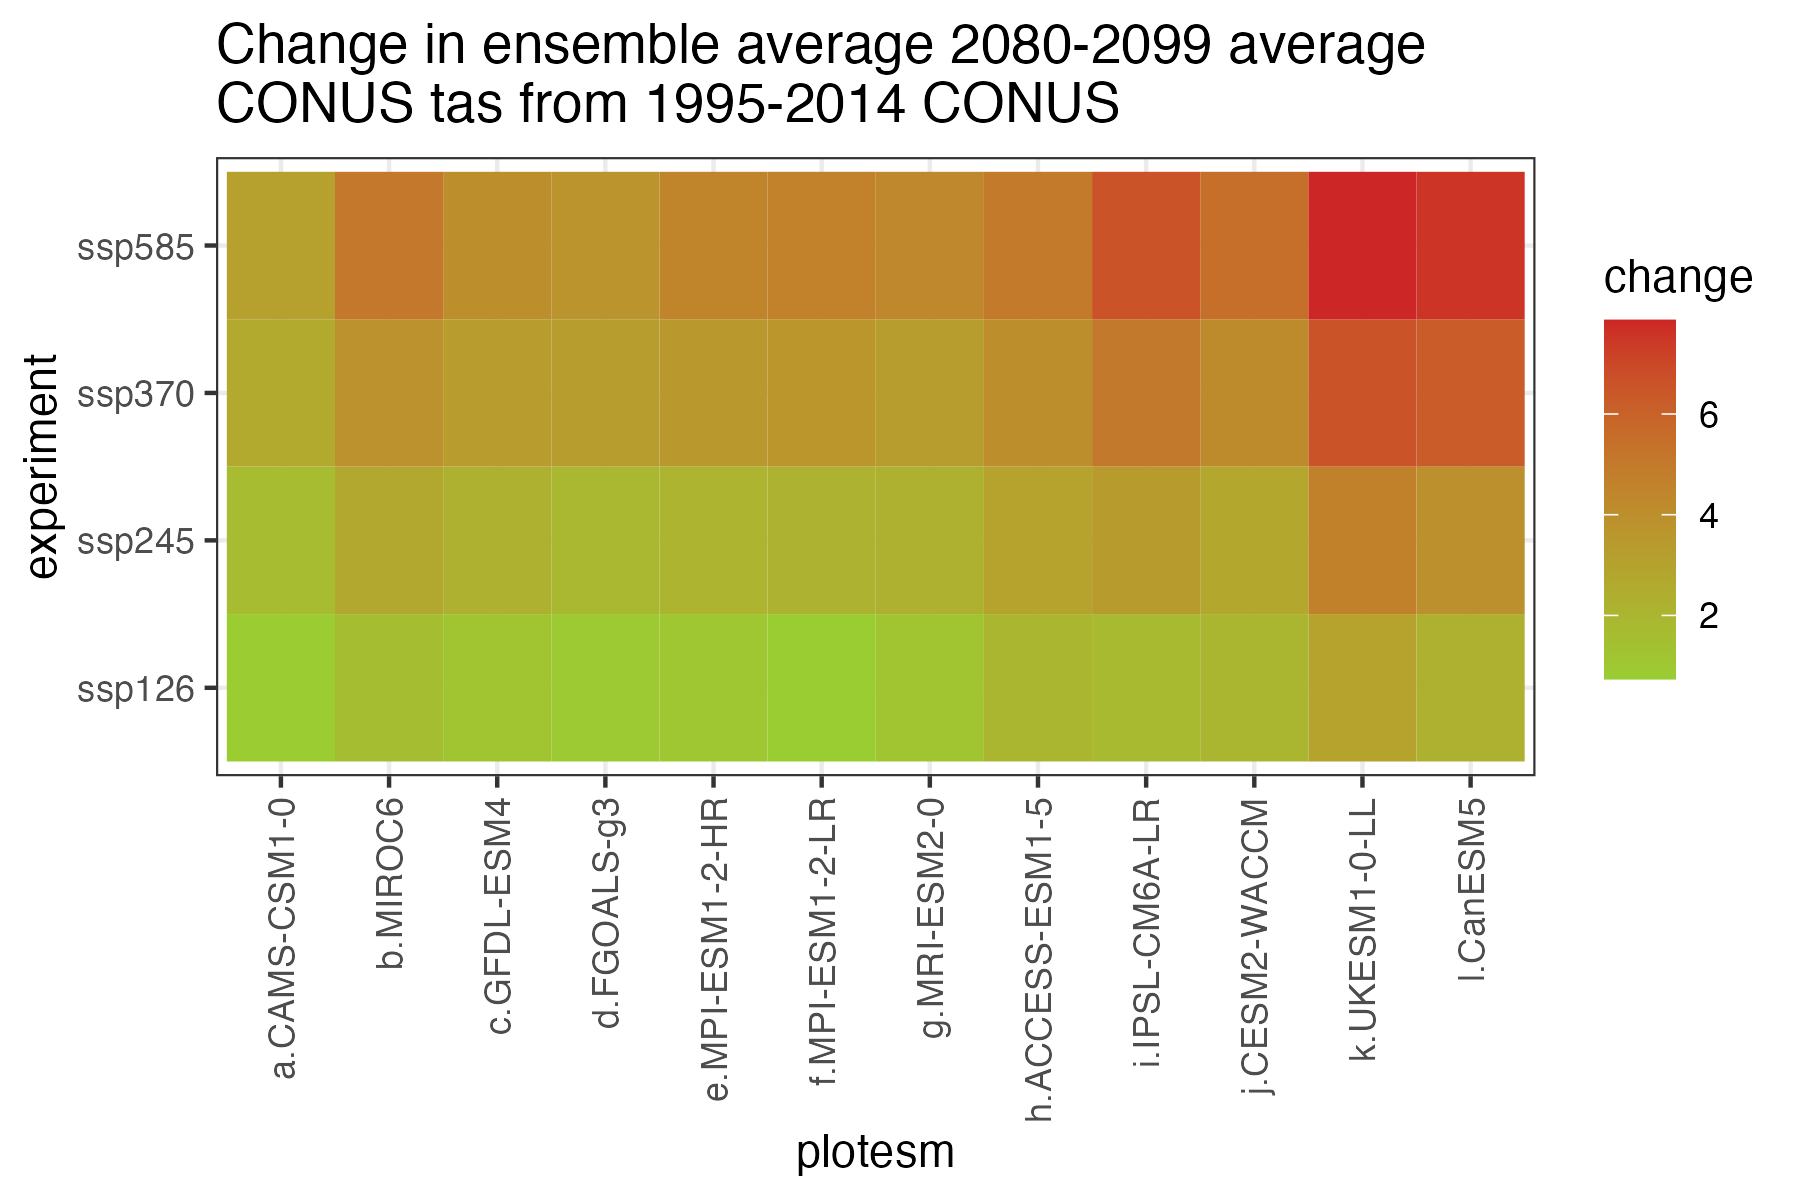 Change in ensemble average 2080-2099 average
CONUS tas from 1995-2014 CONUS
experiment
ssp585
ssp370
ssp245
ssp126
change
6
4
2
a.CAMS-CSM1-0
b.MIROC6
c.GFDL-ESM4
d.FGOALS-g3
e.MPI-ESM1-2-HR
f.MPI-ESM1-2-LR
g.MRI-ESM2-0
h.ACCESS-ESM1-5
i.IPSL-CM6A-LR
j.CESM2-WACCM
k.UKESM1-0-LL
l.CanESM5
plotesm